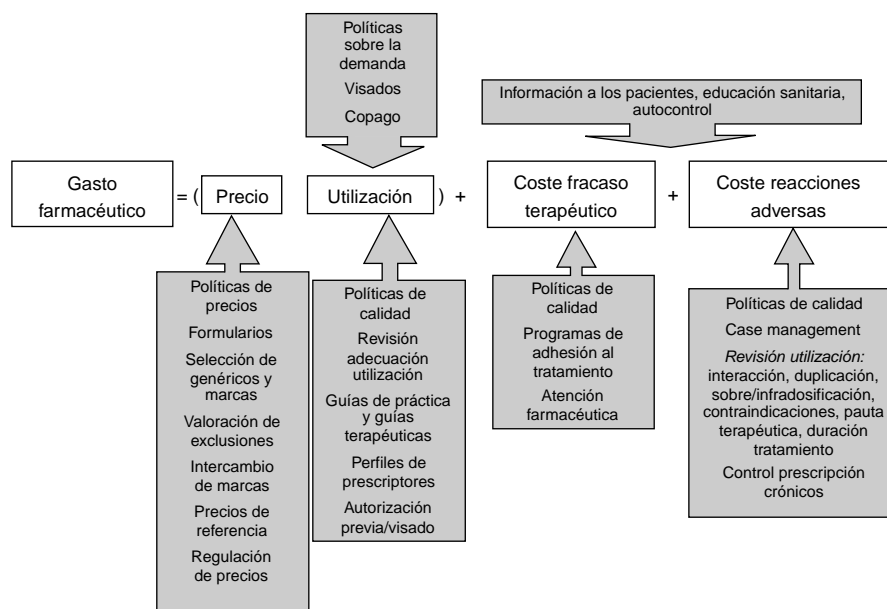 Políticas
sobre la
demanda
Visados
Copago
Información a los pacientes, educación sanitaria,
autocontrol
Gasto
farmacéutico
= (
Precio
Utilización
) +
Coste fracaso
terapéutico
+
Coste reacciones
adversas
Políticas de
precios
Formularios
Selección de
genéricos y
marcas
Valoración de
exclusiones
Intercambio
de marcas
Precios de
referencia
Regulación
de precios
Políticas de
calidad
Revisión
adecuación
utilización
Guías de práctica
y guías
terapéuticas
Perfiles de
prescriptores
Autorización
previa/visado
Políticas de
calidad
Programas de
adhesión al
tratamiento
Atención
farmacéutica
Políticas de calidad
Case management
Revisión utilización:
interacción, duplicación,
sobre/infradosificación,
contraindicaciones, pauta
terapéutica, duración
tratamiento
Control prescripción
crónicos